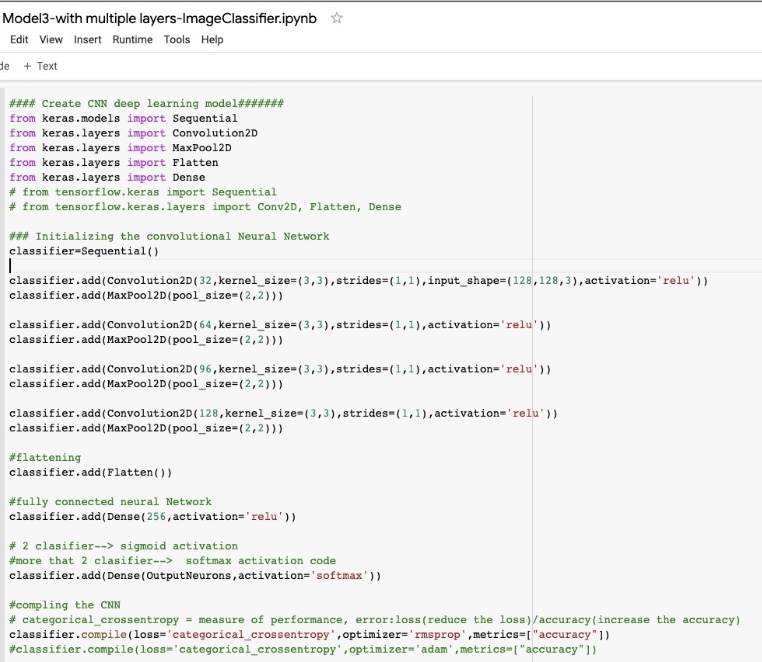 Model3-with multiple layers-ImageClassifier.ipynb ☆
Edit View Insert Runtime Tools Help
de + Text
#### Create CNN deep learning model#######
from keras.models import Sequential
from keras.layers import Convolution2D
from keras.layers import MaxPool2D
from keras.layers import Flatten
from keras.layers import Dense
# from tensorflow.keras import Sequential
# from tensorflow.keras.layers import Conv2D, Flatten, Dense
### Initializing the convolutional Neural Network
classifier=Sequential()
classifier.add(Convolution2D(32,kernel_size=(3,3),strides=(1,1),input_shape=(128,128,3),activation='relu'))
classifier.add(MaxPool2D(pool_size=(2,2)))
classifier.add(Convolution2D(64,kernel_size=(3,3),strides=(1,1),activation='relu'))
classifier.add(MaxPool2D(pool_size=(2,2)))
classifier.add(Convolution2D(96,kernel_size=(3,3),strides=(1,1),activation='relu'))
classifier.add(MaxPool2D(pool_size=(2,2)))
classifier.add(Convolution2D(128,kernel_size=(3,3),strides=(1,1),activation='relu'))
classifier.add(MaxPool2D(pool_size=(2,2)))
#flattening
classifier.add(Flatten())
#fully connected neural Network
classifier.add(Dense(256,activation='relu'))
# 2 clasifier--> sigmoid activation
#more that 2 clasifier-->  softmax activation code
classifier.add(Dense(OutputNeurons,activation='softmax'))
#compling the CNN
# categorical_crossentropy = measure of performance, error:loss(reduce the loss)/accuracy(increase the accuracy)
classifier.compile(loss='categorical_crossentropy',optimizer='rmsprop',metrics=["accuracy"])
#classifier.compile(loss='categorical_crossentropy',optimizer='adam',metrics=["accuracy"])